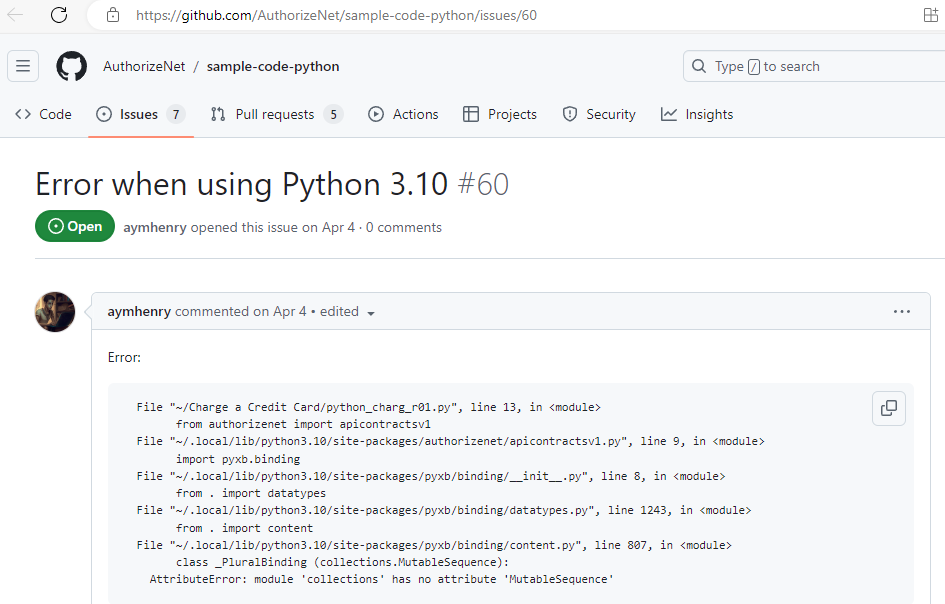 https://github.com/AuthorizeNet/sample-code-python/issues/60
AuthorizeNet / sample-code-python
Type / to search
Code Issues 7 Pull requests 5 Actions Projects Security Insights
Error when using Python 3.10 #60
Open aymhenry opened this issue on Apr 4 · 0 comments
aymhenry commented on Apr 4 • edited
Error:
File "~/Charge a Credit Card/python_charg_r01.py", line 13, in <module>
from authorizenet import apicontractsv1
File "~/.local/lib/python3.10/site-packages/authorizenet/apicontractsv1.py", line 9, in <module>
import pyxb.binding
File "~/.local/lib/python3.10/site-packages/pyxb/binding/__init__.py", line 8, in <module>
from . import datatypes
File "~/.local/lib/python3.10/site-packages/pyxb/binding/datatypes.py", line 1243, in <module>
from . import content
File "~/.local/lib/python3.10/site-packages/pyxb/binding/content.py", line 807, in <module>
class _PluralBinding (collections.MutableSequence):
AttributeError: module 'collections' has no attribute 'MutableSequence'